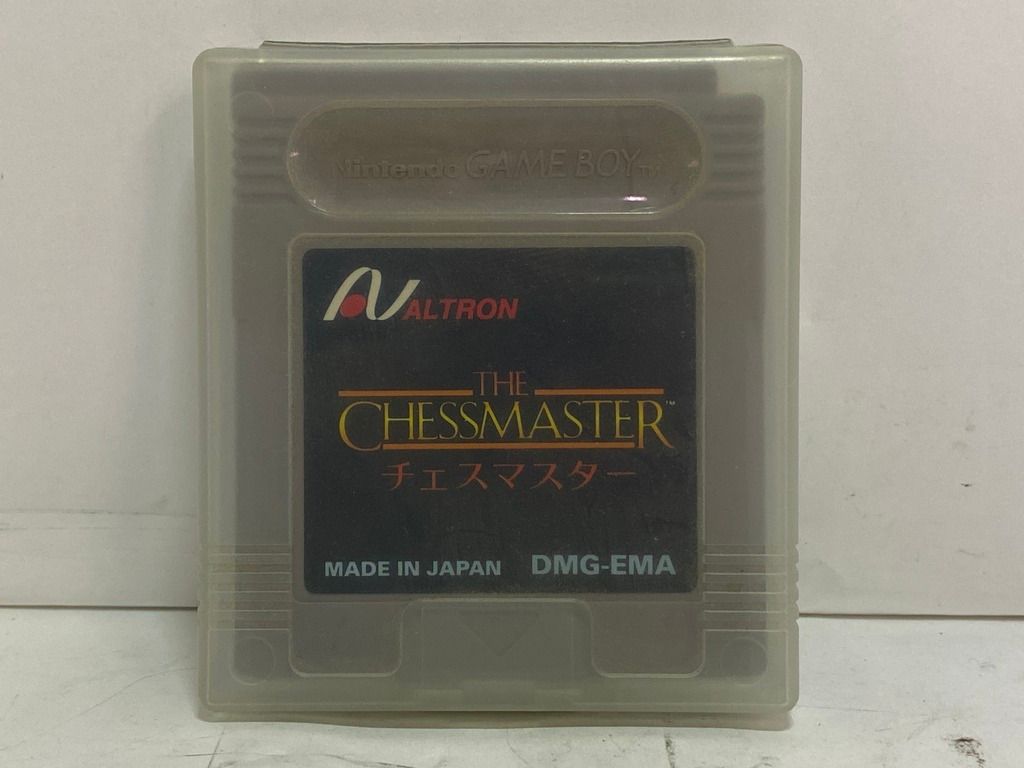 Nintendo GAME BOY™
ALTRON
THE
CHESSMASTER™
チェスマスター
MADE IN JAPAN DMG-EMA